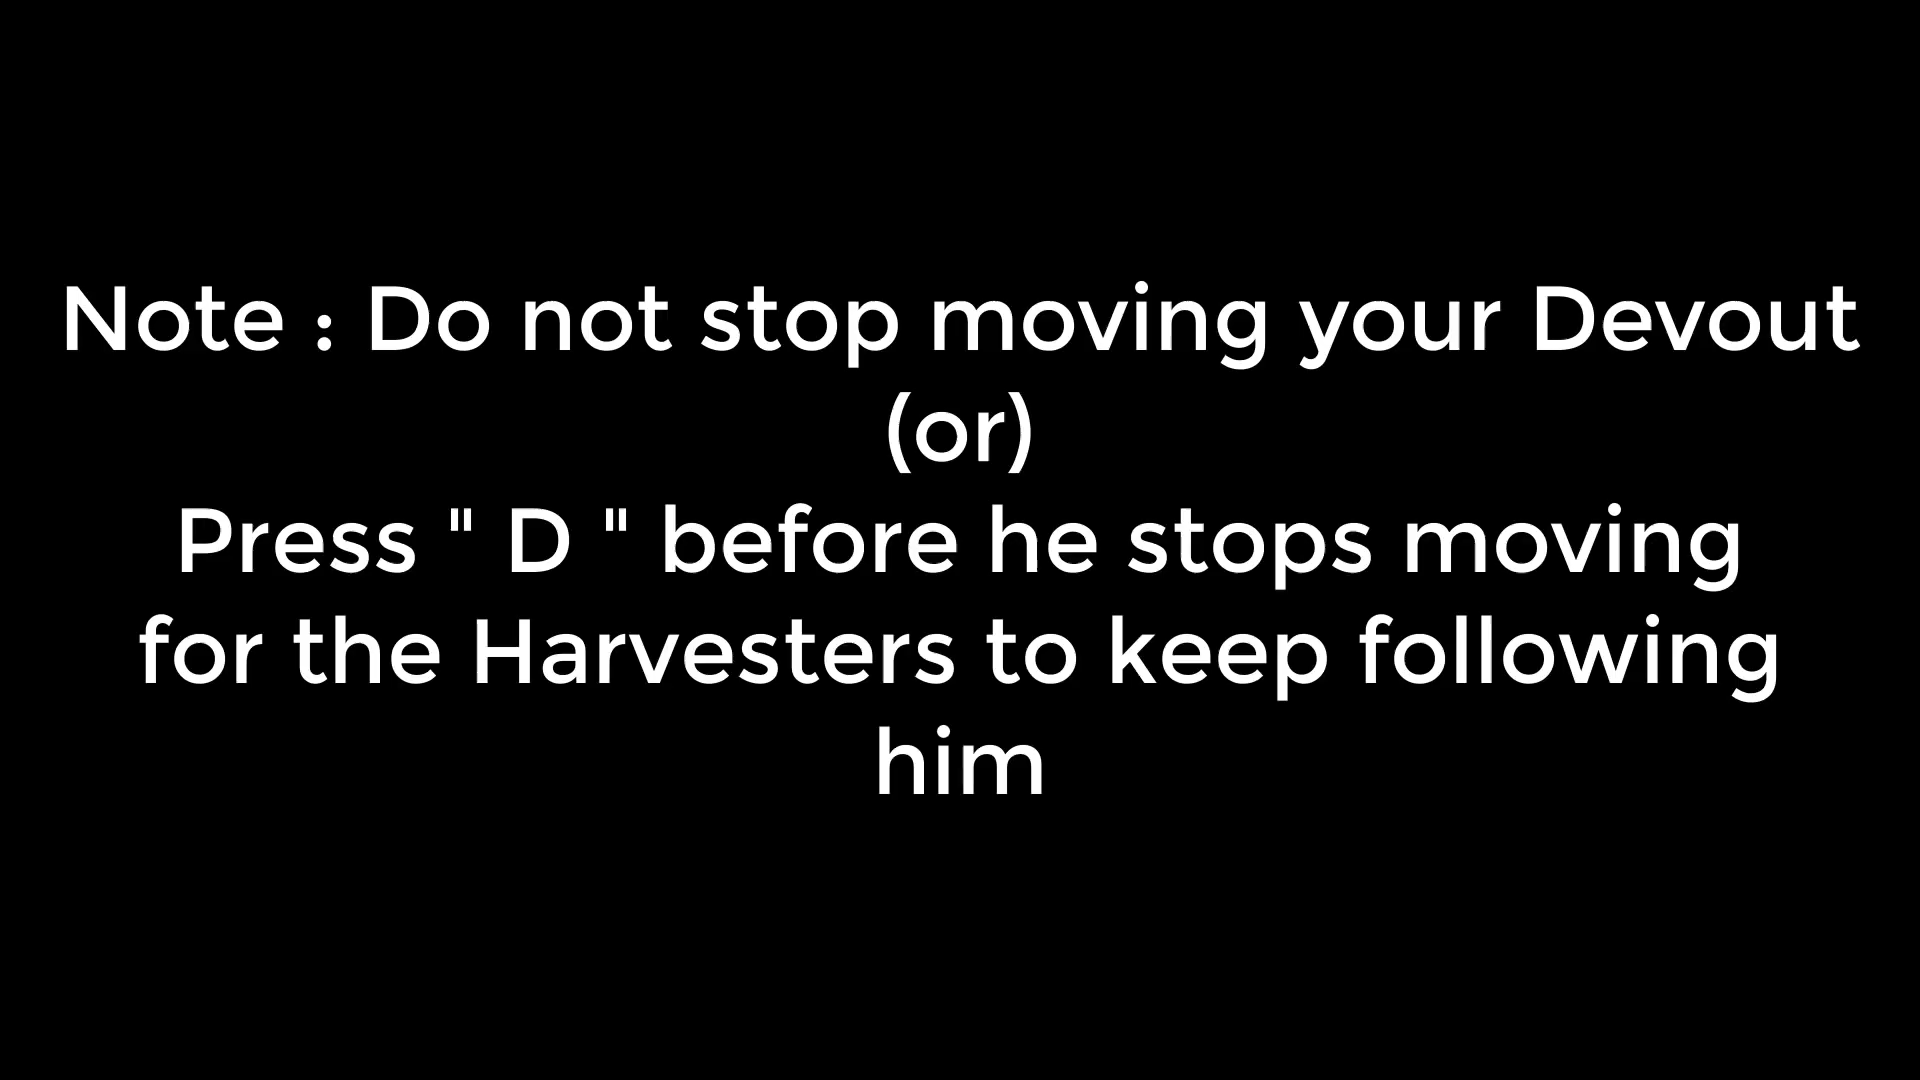 Note : Do not stop moving your Devout
(or)
Press " D " before he stops moving
for the Harvesters to keep following
him